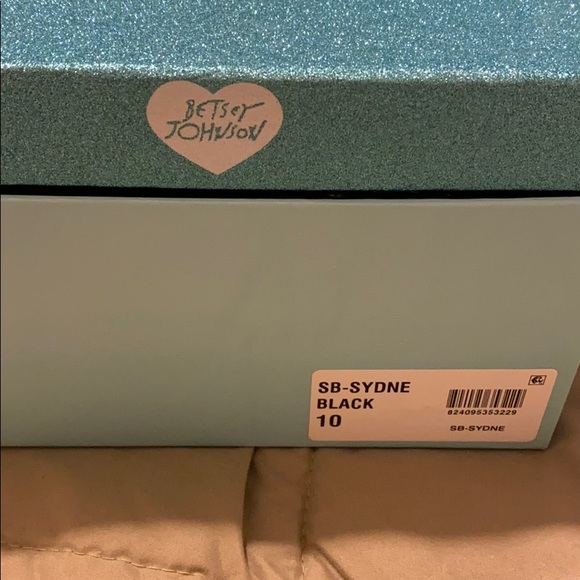 BETSEY
JOHNSON
SB-SYDNE
BLACK
10
824095353229
SB-SYDNE